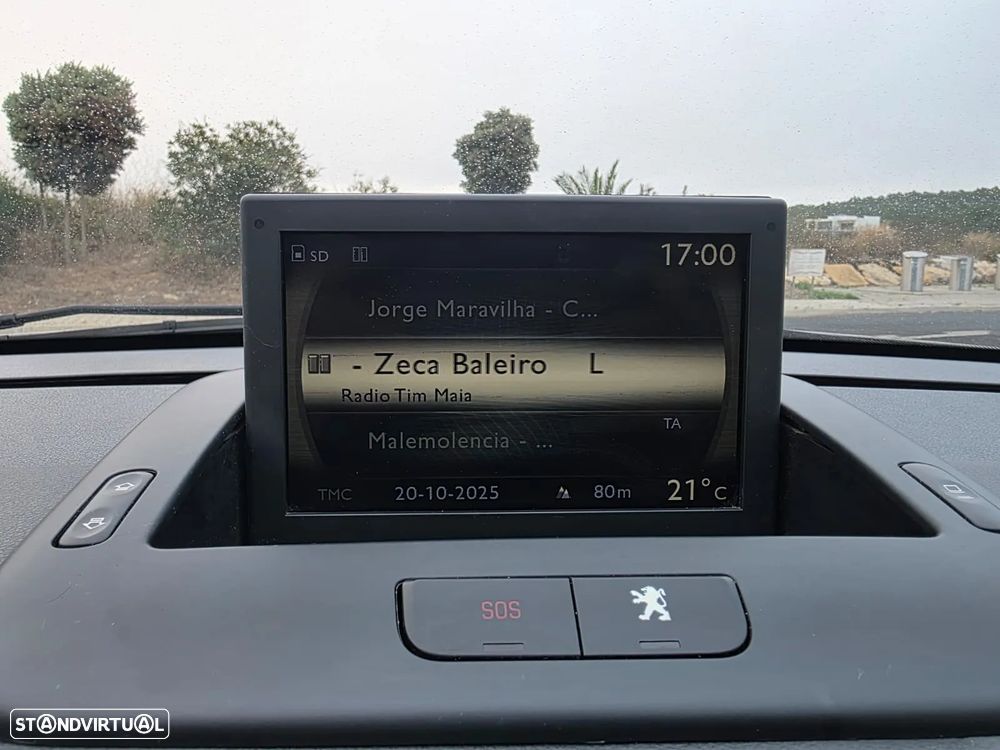 SD 17:00
Jorge Maravilha - C...
- Zeca Baleiro L
Radio Tim Maia
TA
Malemolencia - ...
TMC 20-10-2025 80m 21°C
SOS
STANDVIRTUAL